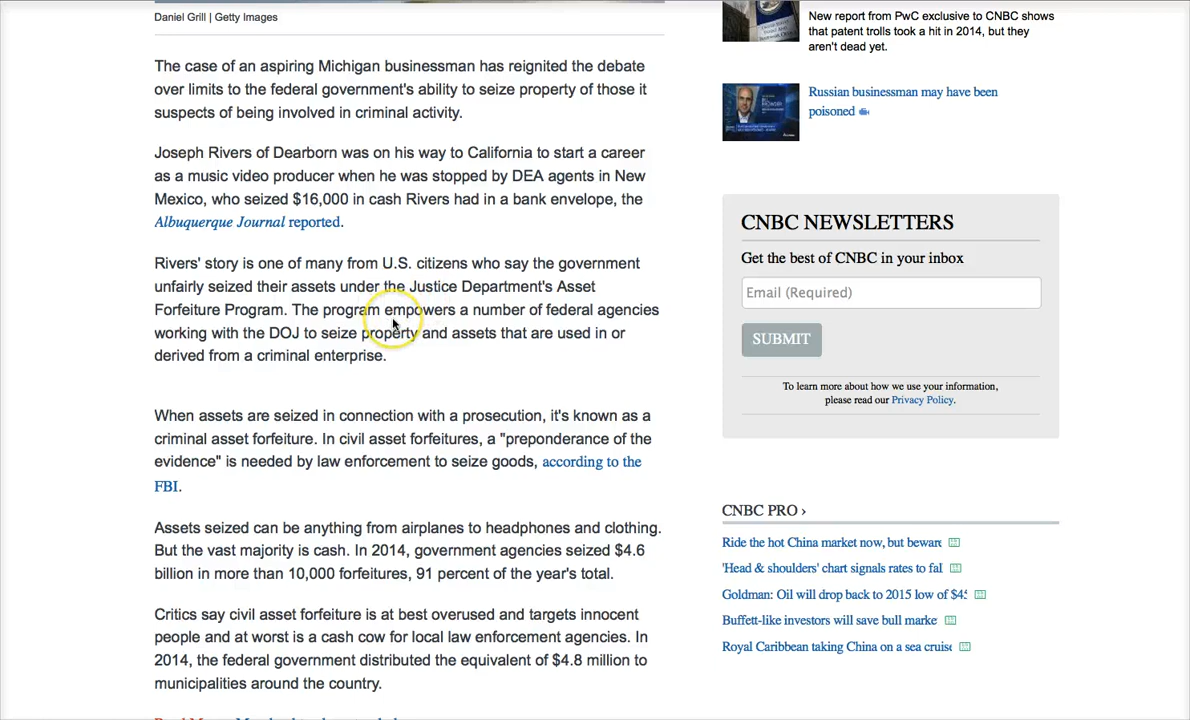 Daniel Grill | Getty Images
The case of an aspiring Michigan businessman has reignited the debate
over limits to the federal government's ability to seize property of those it
suspects of being involved in criminal activity.
Joseph Rivers of Dearborn was on his way to California to start a career
as a music video producer when he was stopped by DEA agents in New
Mexico, who seized $16,000 in cash Rivers had in a bank envelope, the
Albuquerque Journal reported.
Rivers' story is one of many from U.S. citizens who say the government
unfairly seized their assets under the Justice Department's Asset
Forfeiture Program. The program empowers a number of federal agencies
working with the DOJ to seize property and assets that are used in or
derived from a criminal enterprise.
When assets are seized in connection with a prosecution, it's known as a
criminal asset forfeiture. In civil asset forfeitures, a "preponderance of the
evidence" is needed by law enforcement to seize goods, according to the
FBI.
Assets seized can be anything from airplanes to headphones and clothing.
But the vast majority is cash. In 2014, government agencies seized $4.6
billion in more than 10,000 forfeitures, 91 percent of the year's total.
Critics say civil asset forfeiture is at best overused and targets innocent
people and at worst is a cash cow for local law enforcement agencies. In
2014, the federal government distributed the equivalent of $4.8 million to
municipalities around the country.
New report from PwC exclusive to CNBC shows
that patent trolls took a hit in 2014, but they
aren't dead yet.
Russian businessman may have been
poisoned
CNBC NEWSLETTERS
Get the best of CNBC in your inbox
Email (Required)
SUBMIT
To learn more about how we use your information,
please read our Privacy Policy.
CNBC PRO ›
Ride the hot China market now, but beware
'Head & shoulders' chart signals rates to fal
Goldman: Oil will drop back to 2015 low of $45
Buffett-like investors will save bull marke
Royal Caribbean taking China on a sea cruise